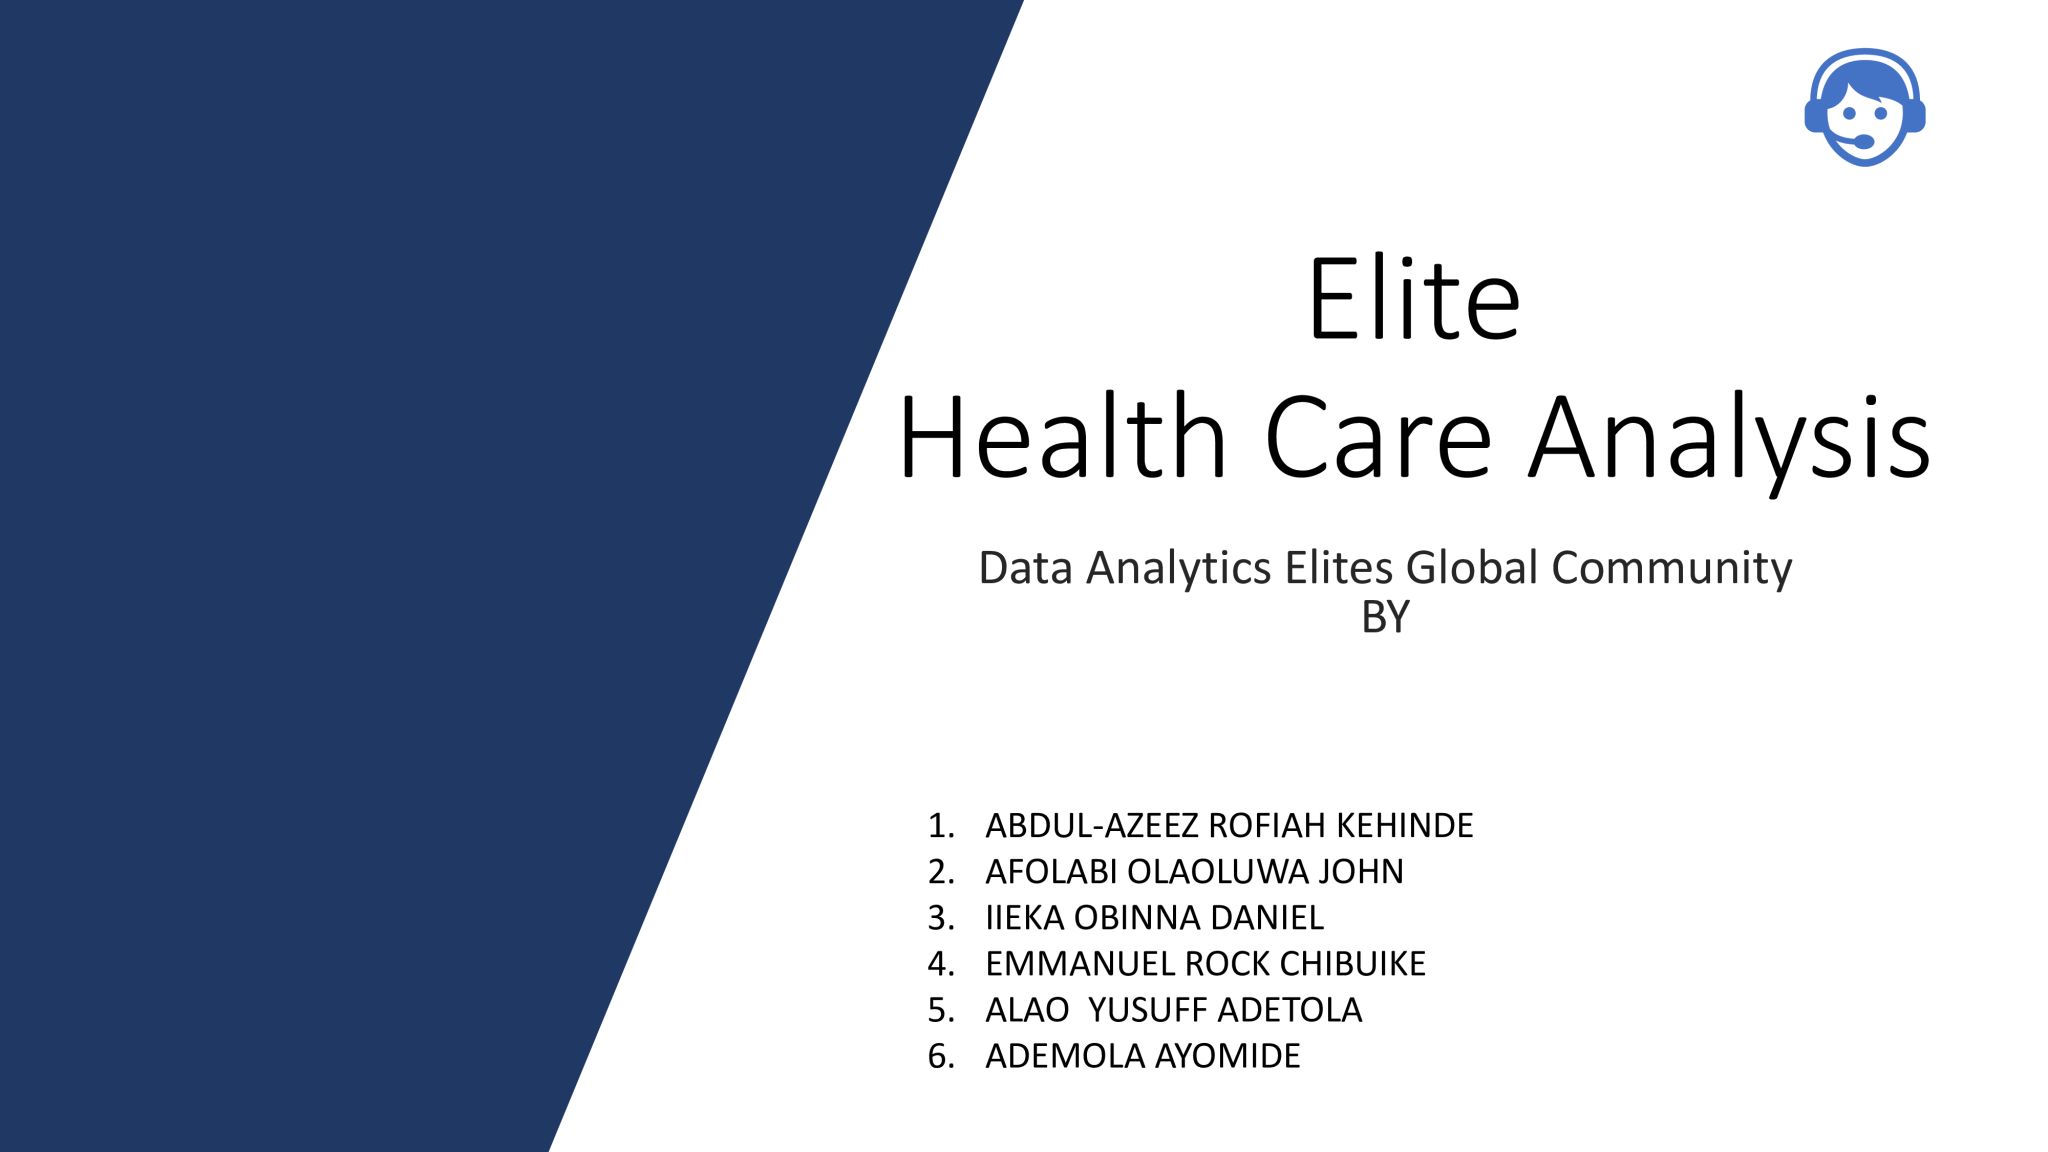 Elite
Health Care Analysis
Data Analytics Elites Global Community
BY
1. ABDUL-AZEEZ ROFIAH KEHINDE
2. AFOLABI OLAOLUWA JOHN
3. IIEKA OBINNA DANIEL
4. EMMANUEL ROCK CHIBUIKE
5. ALAO  YUSUFF ADETOLA
6. ADEMOLA AYOMIDE